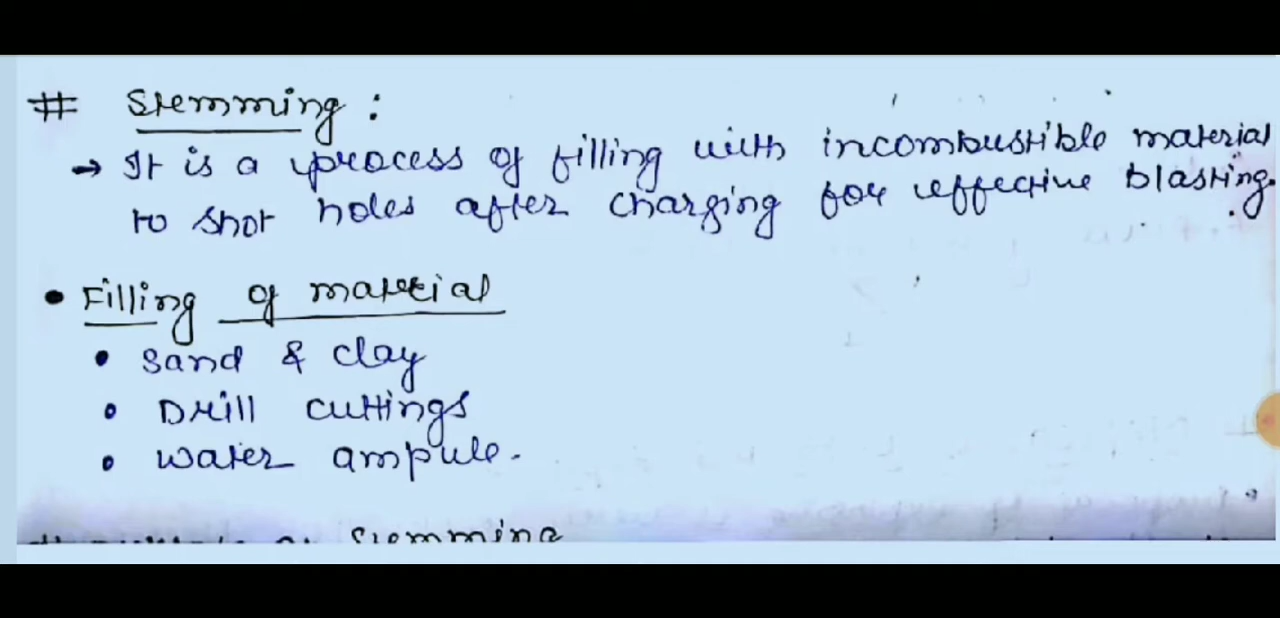 # Stemming :
→ It is a process of filling with incombustible material
to shot holes after charging for effective blasting.
• Filling of material
• Sand & clay
• Drill cuttings
• Water ampule.
Stemming